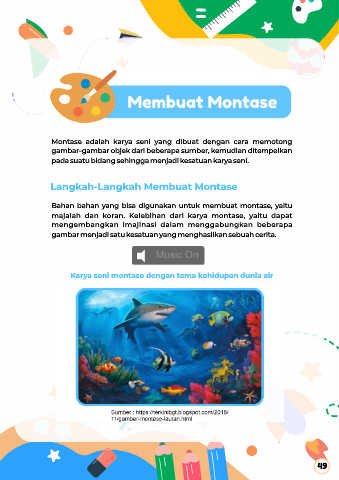 Membuat Montase
Montase adalah karya seni yang dibuat dengan cara memotong
gambar-gambar objek dari beberapa sumber, kemudian ditempelkan
pada suatu bidang sehingga menjadi kesatuan karya seni.
Langkah-Langkah Membuat Montase
Bahan bahan yang bisa digunakan untuk membuat montase, yaitu
majalah dan koran. Kelebihan dari karya montase, yaitu dapat
mengembangkan imajinasi dalam menggabungkan beberapa
gambar menjadi satu kesatuan yang menghasilkan sebuah cerita.
Music On
Karya seni montase dengan tema kehidupan dunia air
Sumber : https://terkinibgt.blogspot.com/2018/
11-gambar-montase-lautan.html
49